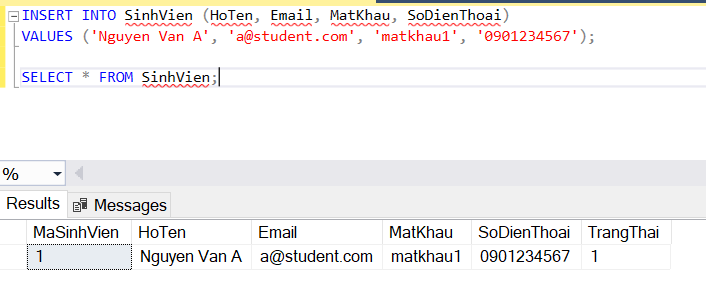 INSERT INTO SinhVien (HoTen, Email, MatKhau, SoDienThoai)
VALUES ('Nguyen Van A', 'a@student.com', 'matkhau1', '0901234567');
SELECT * FROM SinhVien;
%
Results Messages
MaSinhVien HoTen Email MatKhau SoDienThoai TrangThai
1 Nguyen Van A a@student.com matkhau1 0901234567 1